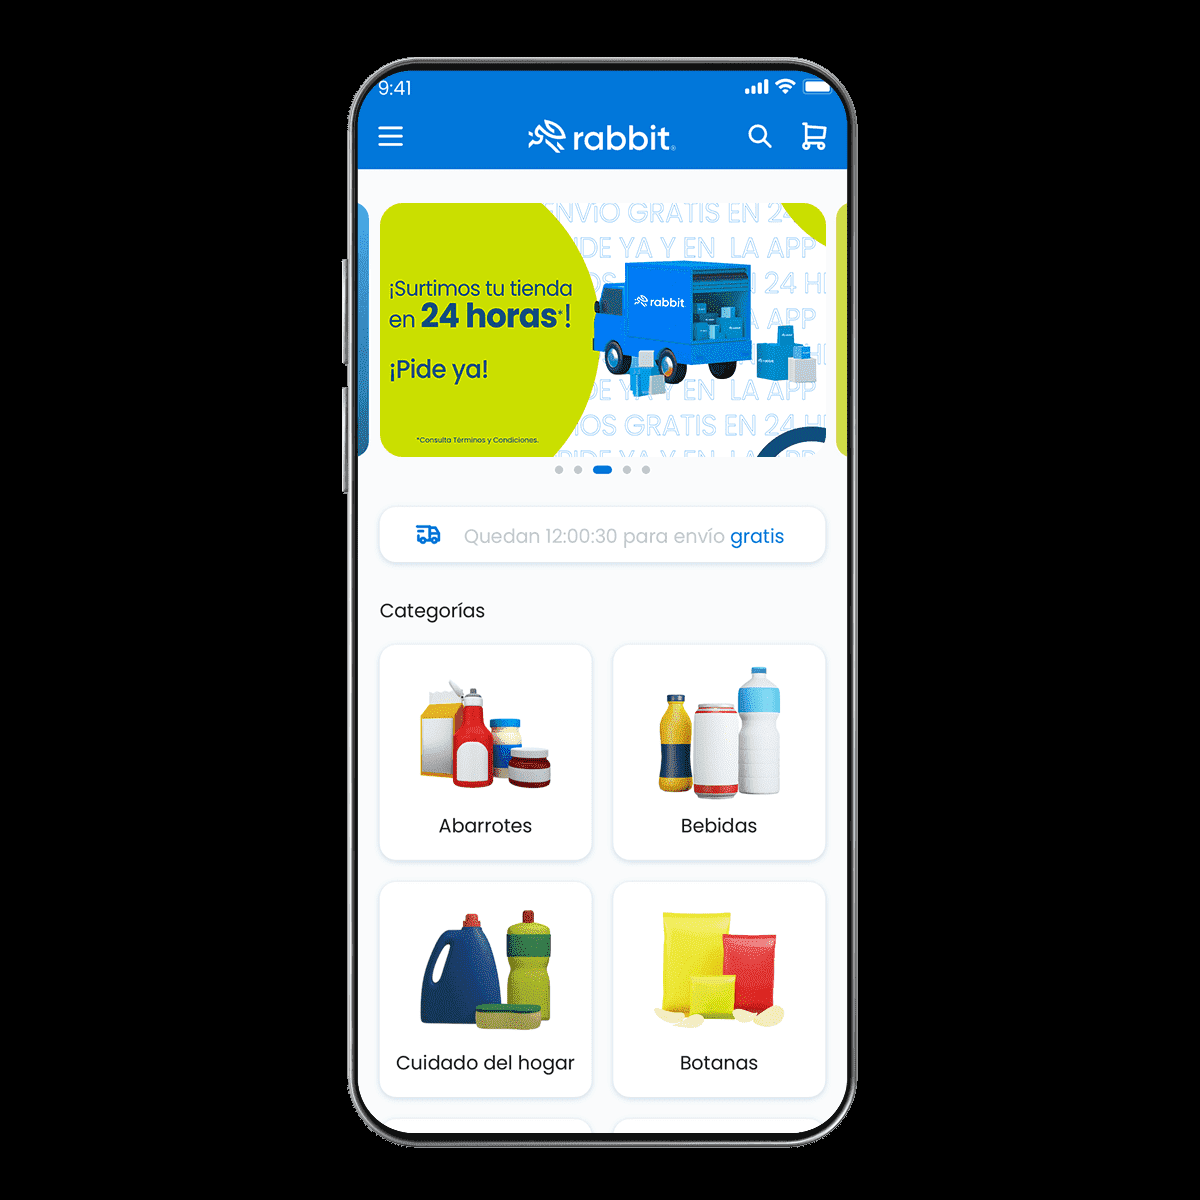 9:41
rabbit®
ENVÍO GRATIS EN 24
PIDE YA Y EN LA APP
¡Surtimos tu tienda
en 24 horas*!
¡Pide ya!
*Consulta Términos y Condiciones.
rabbit
24 H
APP
YA Y EN LA APP
GRATIS EN 24 H
Quedan 12:00:30 para envío gratis
Categorías
Abarrotes
Bebidas
Cuidado del hogar
Botanas